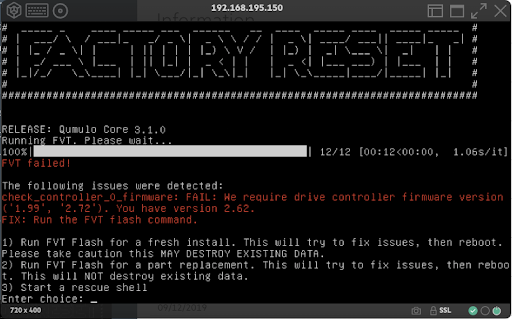 192.168.195.150
FACTORY RESET
RELEASE: Qumulo Core 3.1.0
Running FVT. Please wait...
100%| | 12/12 [00:12<00:00, 1.06s/it]
FVT failed!
The following issues were detected:
check_controller_0_firmware: FAIL: We require drive controller firmware version
('1.99', '2.72'). You have version 2.62.
FIX: Run the FVT flash command.
1) Run FVT Flash for a fresh install. This will try to fix issues, then reboot.
Please take caution this MAY DESTROY EXISTING DATA.
2) Run FVT Flash for a part replacement. This will try to fix issues, then reboo
t. This will NOT destroy existing data.
3) Start a rescue shell
Enter choice: _
09/12/2019
720 x 400
SSL